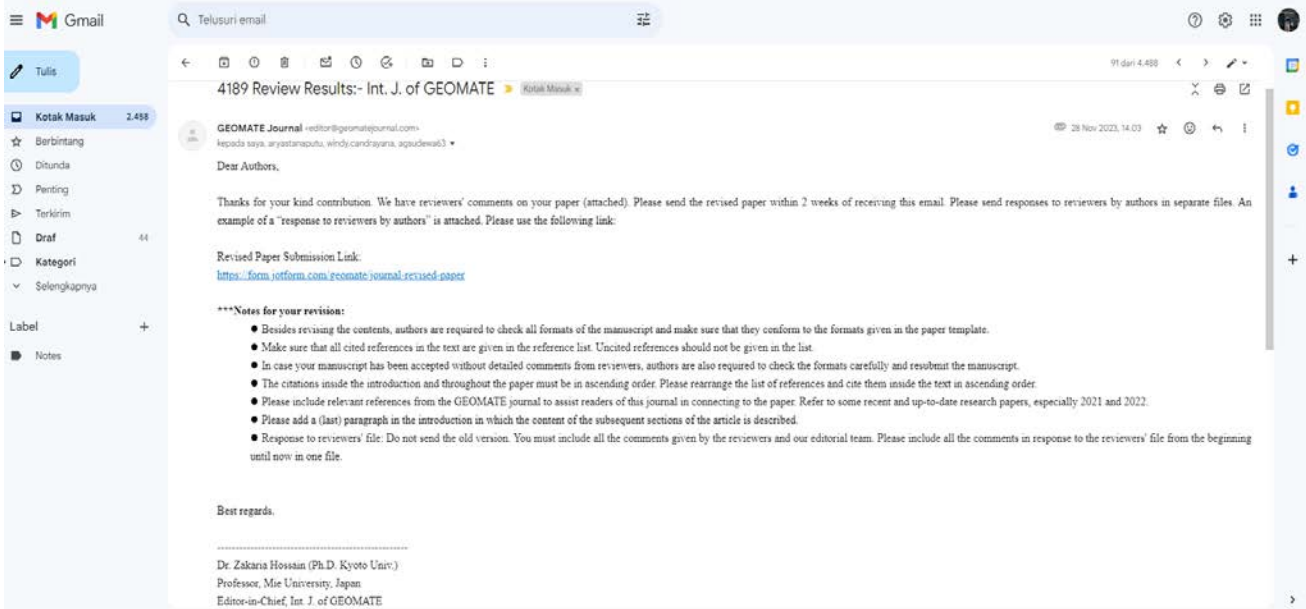 Gmail
Telusuri email
Tulis
91 dari 4.488
4189 Review Results:- Int. J. of GEOMATE Kotak Masuk x
Kotak Masuk 2.458
Berbintang
Ditunda
Penting
Terkirim
Draf 44
Kategori
Selengkapnya
Label +
Notes
GEOMATE Journal <editor@geomatejournal.com>
28 Nov 2023, 14.03
kepada saya, aryastanaputu, windy.candrayana, agsudewa63
Dear Authors,
Thanks for your kind contribution. We have reviewers' comments on your paper (attached). Please send the revised paper within 2 weeks of receiving this email. Please send responses to reviewers by authors in separate files. An
example of a "response to reviewers by authors" is attached. Please use the following link:
Revised Paper Submission Link:
https://form.jotform.com/geomate/journal-revised-paper
***Notes for your revision:
● Besides revising the contents, authors are required to check all formats of the manuscript and make sure that they conform to the formats given in the paper template.
● Make sure that all cited references in the text are given in the reference list. Uncited references should not be given in the list.
● In case your manuscript has been accepted without detailed comments from reviewers, authors are also required to check the formats carefully and resubmit the manuscript.
● The citations inside the introduction and throughout the paper must be in ascending order. Please rearrange the list of references and cite them inside the text in ascending order.
● Please include relevant references from the GEOMATE journal to assist readers of this journal in connecting to the paper. Refer to some recent and up-to-date research papers, especially 2021 and 2022.
● Please add a (last) paragraph in the introduction in which the content of the subsequent sections of the article is described.
● Response to reviewers' file: Do not send the old version. You must include all the comments given by the reviewers and our editorial team. Please include all the comments in response to the reviewers' file from the beginning
until now in one file.
Best regards.
--------------------------------------------------
Dr. Zakaria Hossain (Ph.D. Kyoto Univ.)
Professor, Mie University, Japan
Editor-in-Chief, Int. J. of GEOMATE